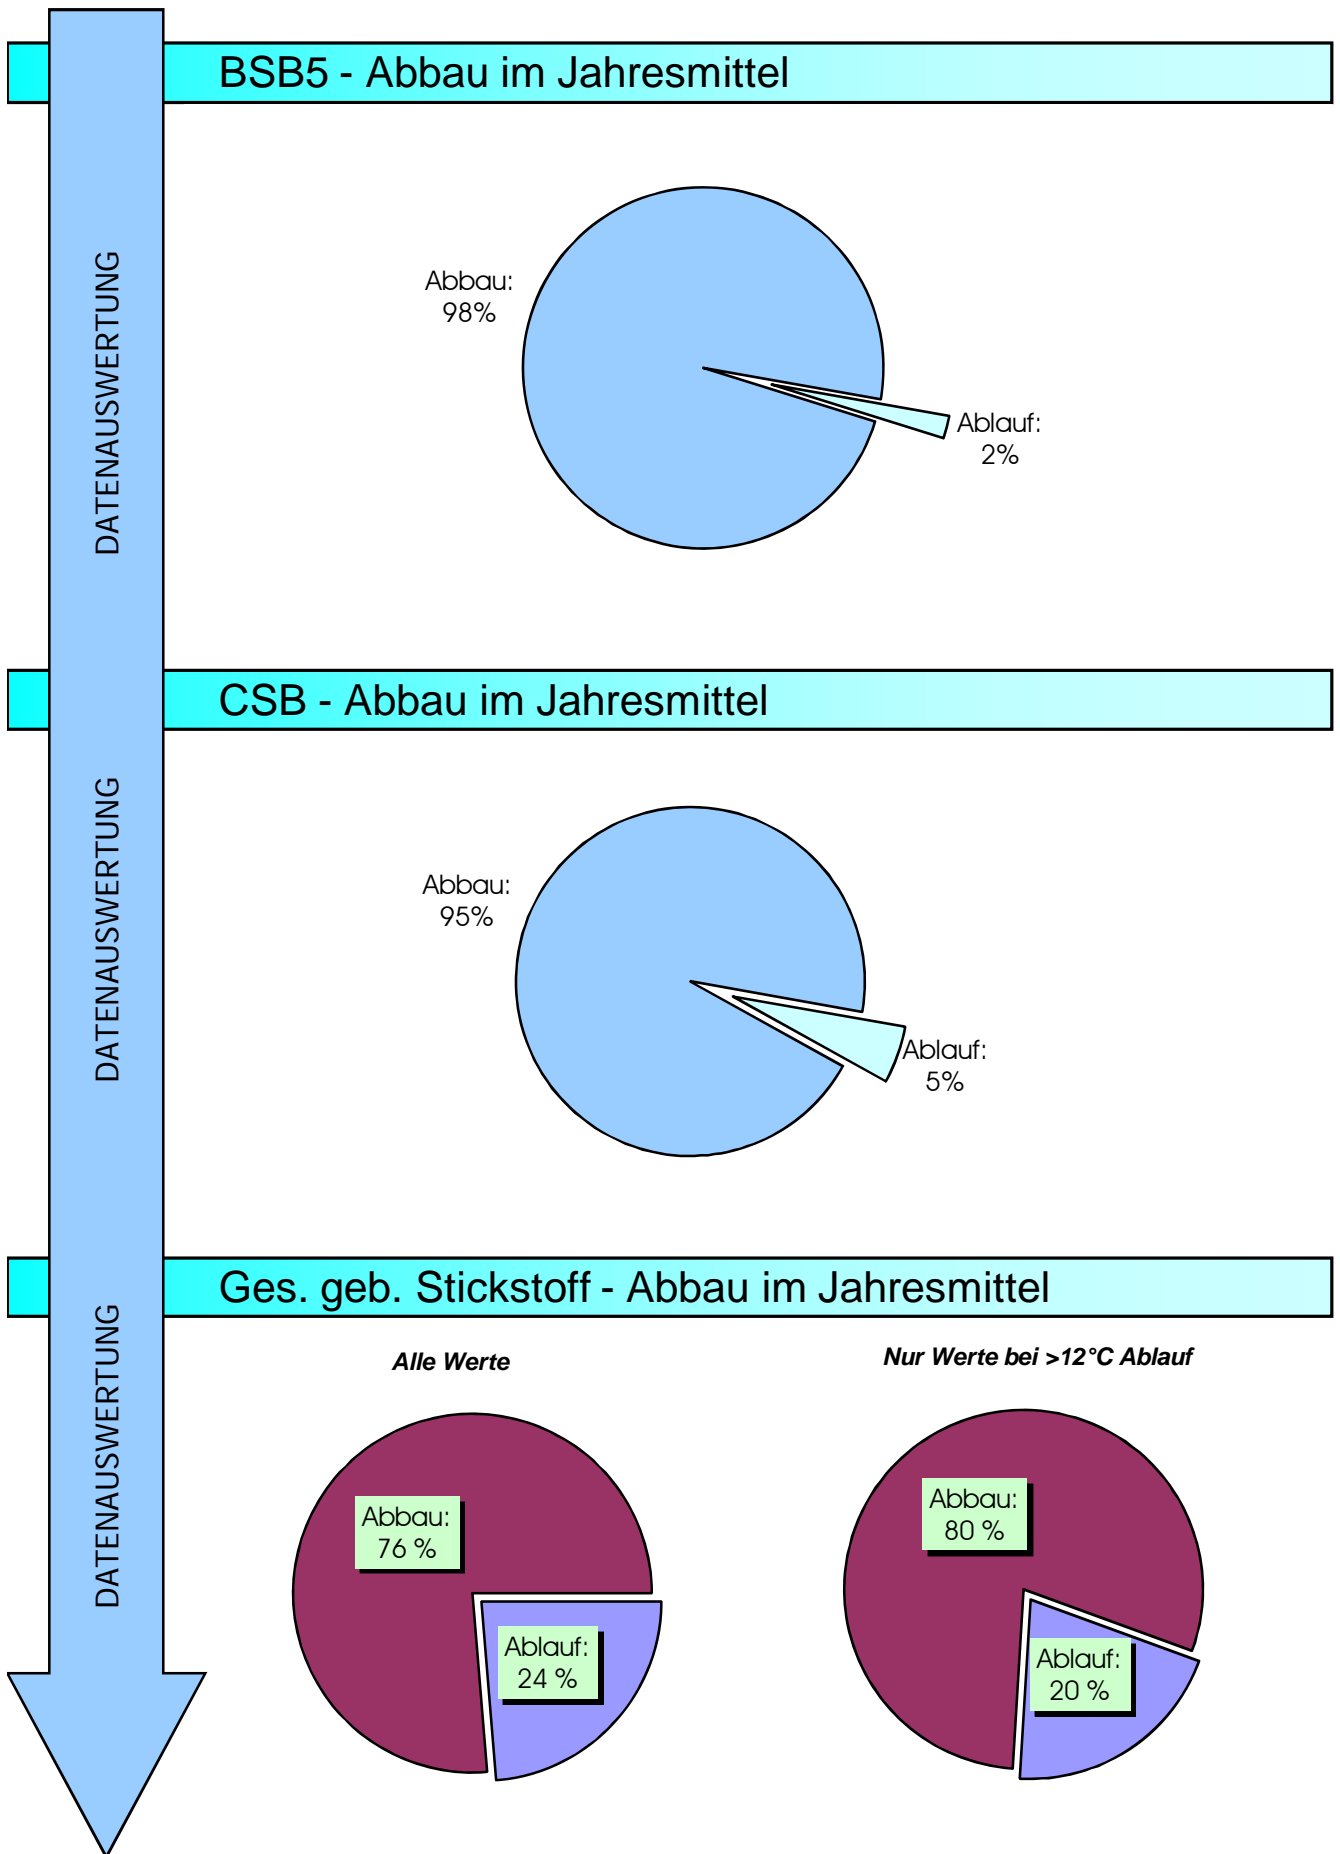 BSB5 - Abbau im Jahresmittel
DATENAUSWERTUNG
Abbau:
98%
Ablauf:
2%
CSB - Abbau im Jahresmittel
DATENAUSWERTUNG
Abbau:
95%
Ablauf:
5%
Ges. geb. Stickstoff - Abbau im Jahresmittel
DATENAUSWERTUNG
Alle Werte
Abbau:
76 %
Ablauf:
24 %
Nur Werte bei >12°C Ablauf
Abbau:
80 %
Ablauf:
20 %